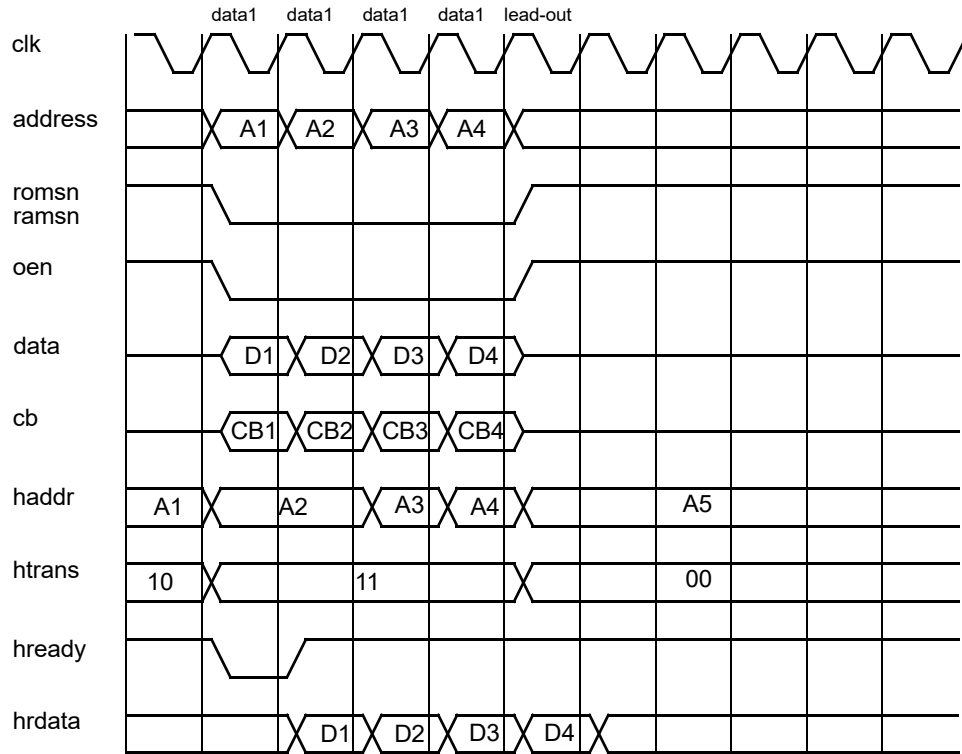 data1 data1 data1 data1 lead-out
clk
address A1 A2 A3 A4
romsn
ramsn
oen
data D1 D2 D3 D4
cb CB1 CB2 CB3 CB4
haddr A1 A2 A3 A4 A5
htrans 10 11 00
hready
hrdata D1 D2 D3 D4